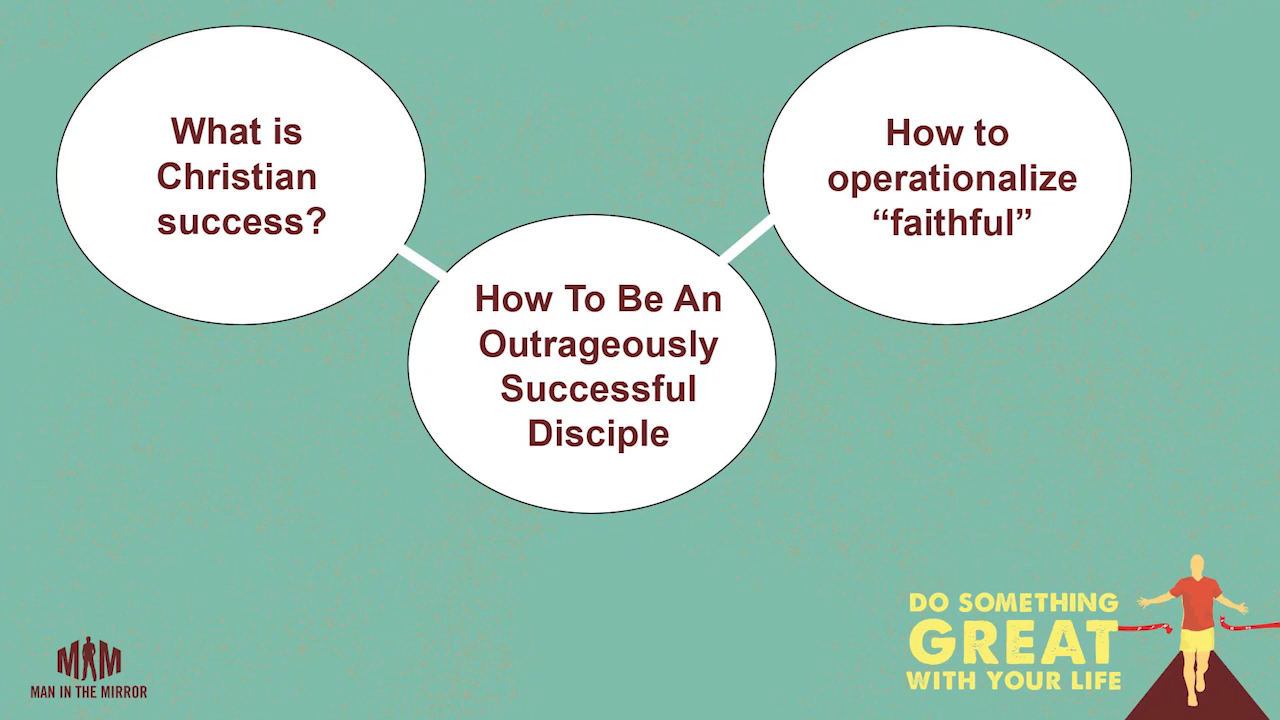 What is
Christian
success?
How to
operationalize
“faithful”
How To Be An
Outrageously
Successful
Disciple
DO SOMETHING
GREAT
WITH YOUR LIFE
MIM
MAN IN THE MIRROR